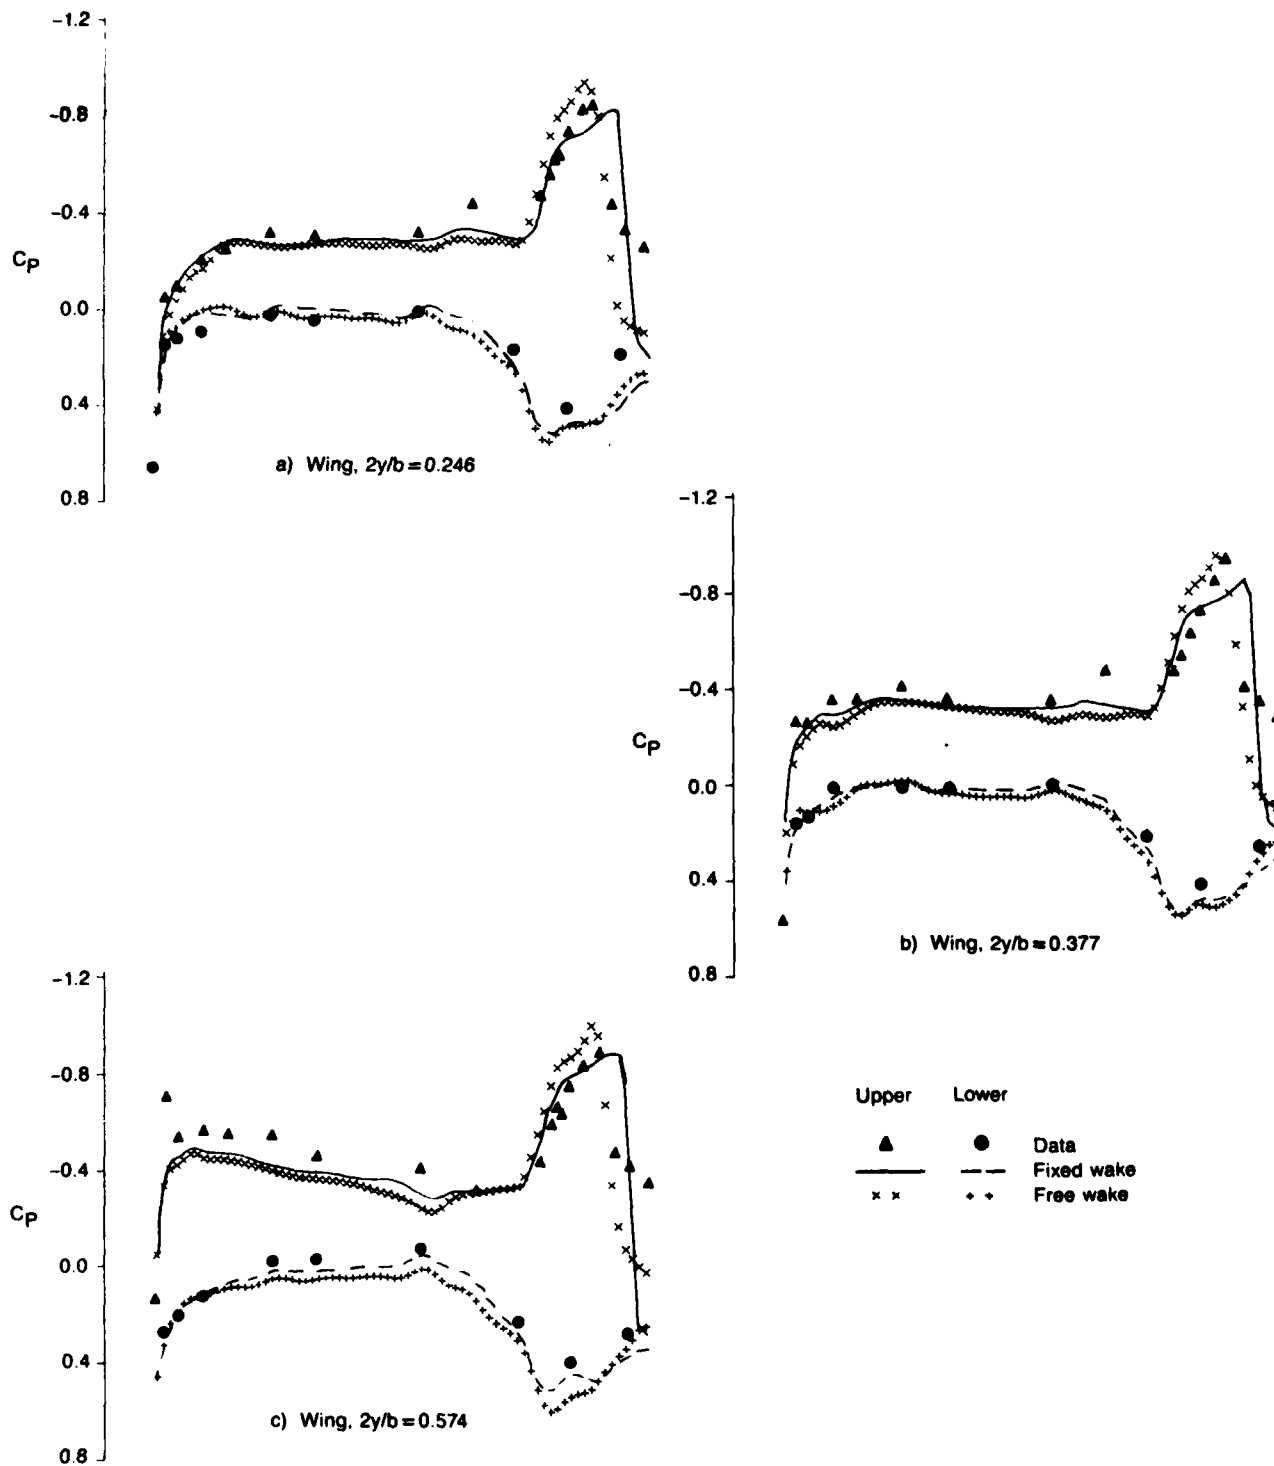 -1.2
-0.8
-0.4
CP
0.0
0.4
0.8
a) Wing, 2y/b=0.246
-1.2
-0.8
-0.4
CP
0.0
0.4
0.8
b) Wing, 2y/b=0.377
-1.2
-0.8
-0.4
CP
0.0
0.4
0.8
c) Wing, 2y/b=0.574
Upper Lower
Data
Fixed wake
Free wake